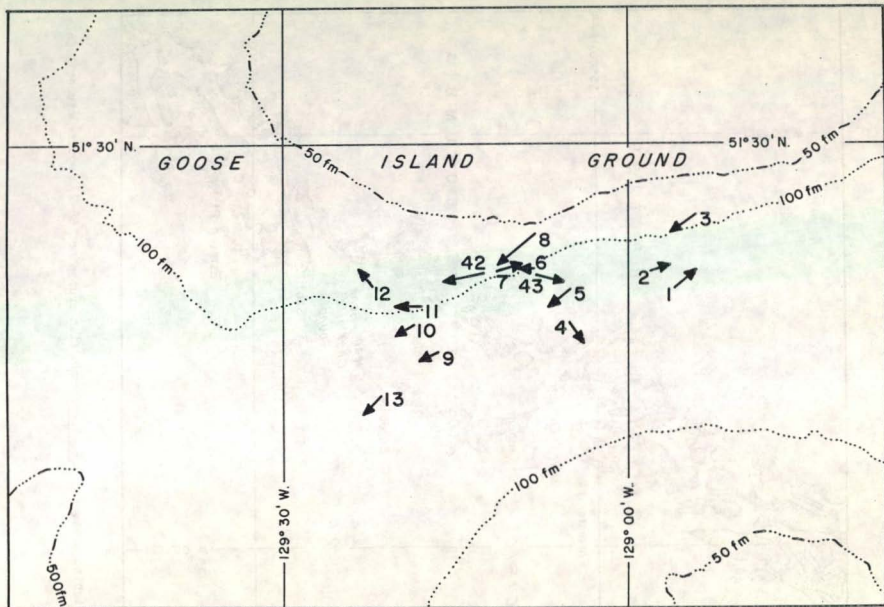 51° 30' N.
51° 30' N.
50 fm
GOOSE ISLAND GROUND
50 fm
100 fm
100 fm
3
8
42
6
2
7
43
5
1
12
11
10
4
9
13
100 fm
129° 30' W.
129° 00' W.
50 fm
500fm